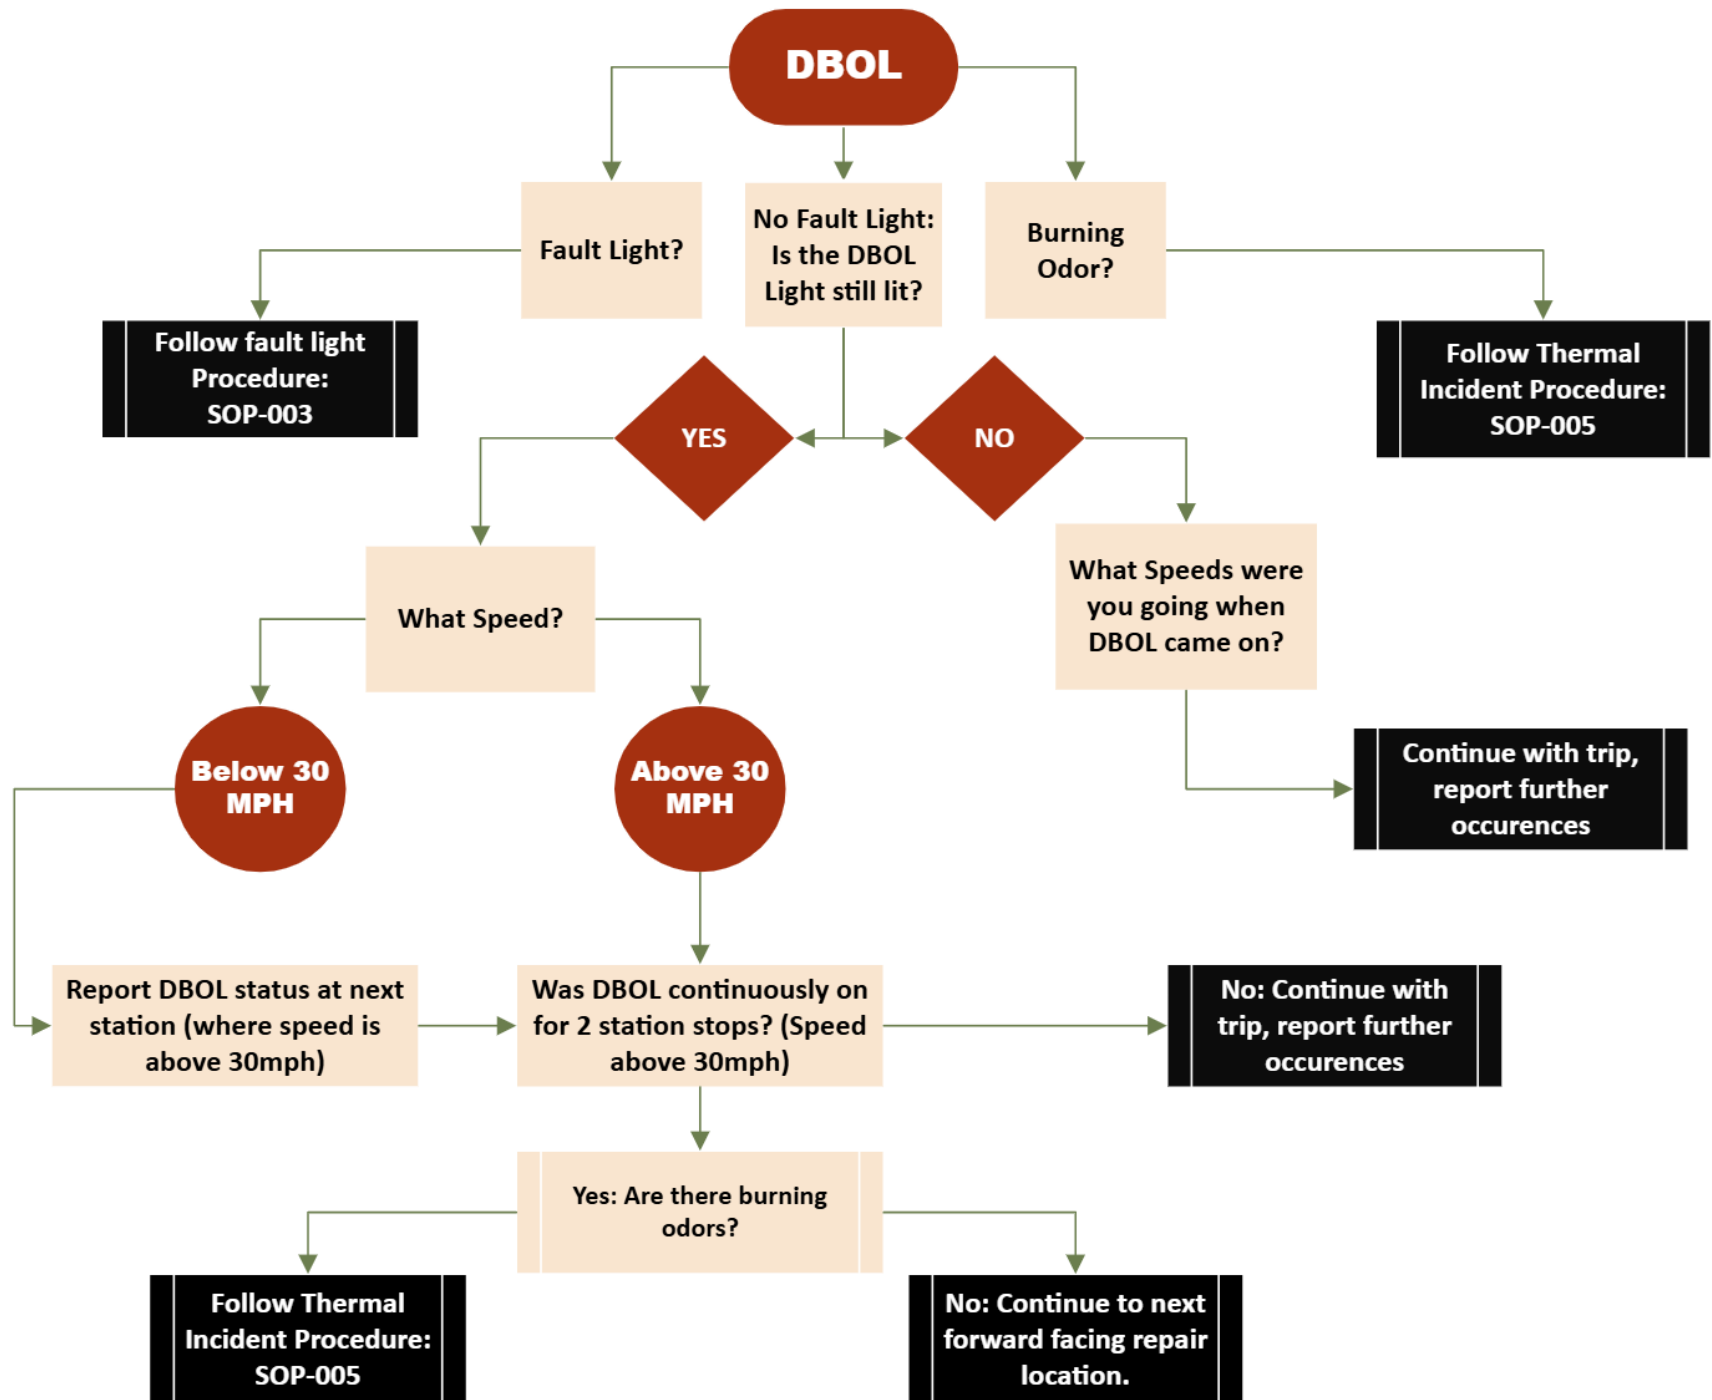 DBOL
Fault Light?
No Fault Light:
Is the DBOL
Light still lit?
Burning
Odor?
Follow fault light
Procedure:
SOP-003
Follow Thermal
Incident Procedure:
SOP-005
YES
NO
What Speed?
What Speeds were
you going when
DBOL came on?
Below 30
MPH
Above 30
MPH
Continue with trip,
report further
occurences
Report DBOL status at next
station (where speed is
above 30mph)
Was DBOL continuously on
for 2 station stops? (Speed
above 30mph)
No: Continue with
trip, report further
occurences
Yes: Are there burning
odors?
Follow Thermal
Incident Procedure:
SOP-005
No: Continue to next
forward facing repair
location.